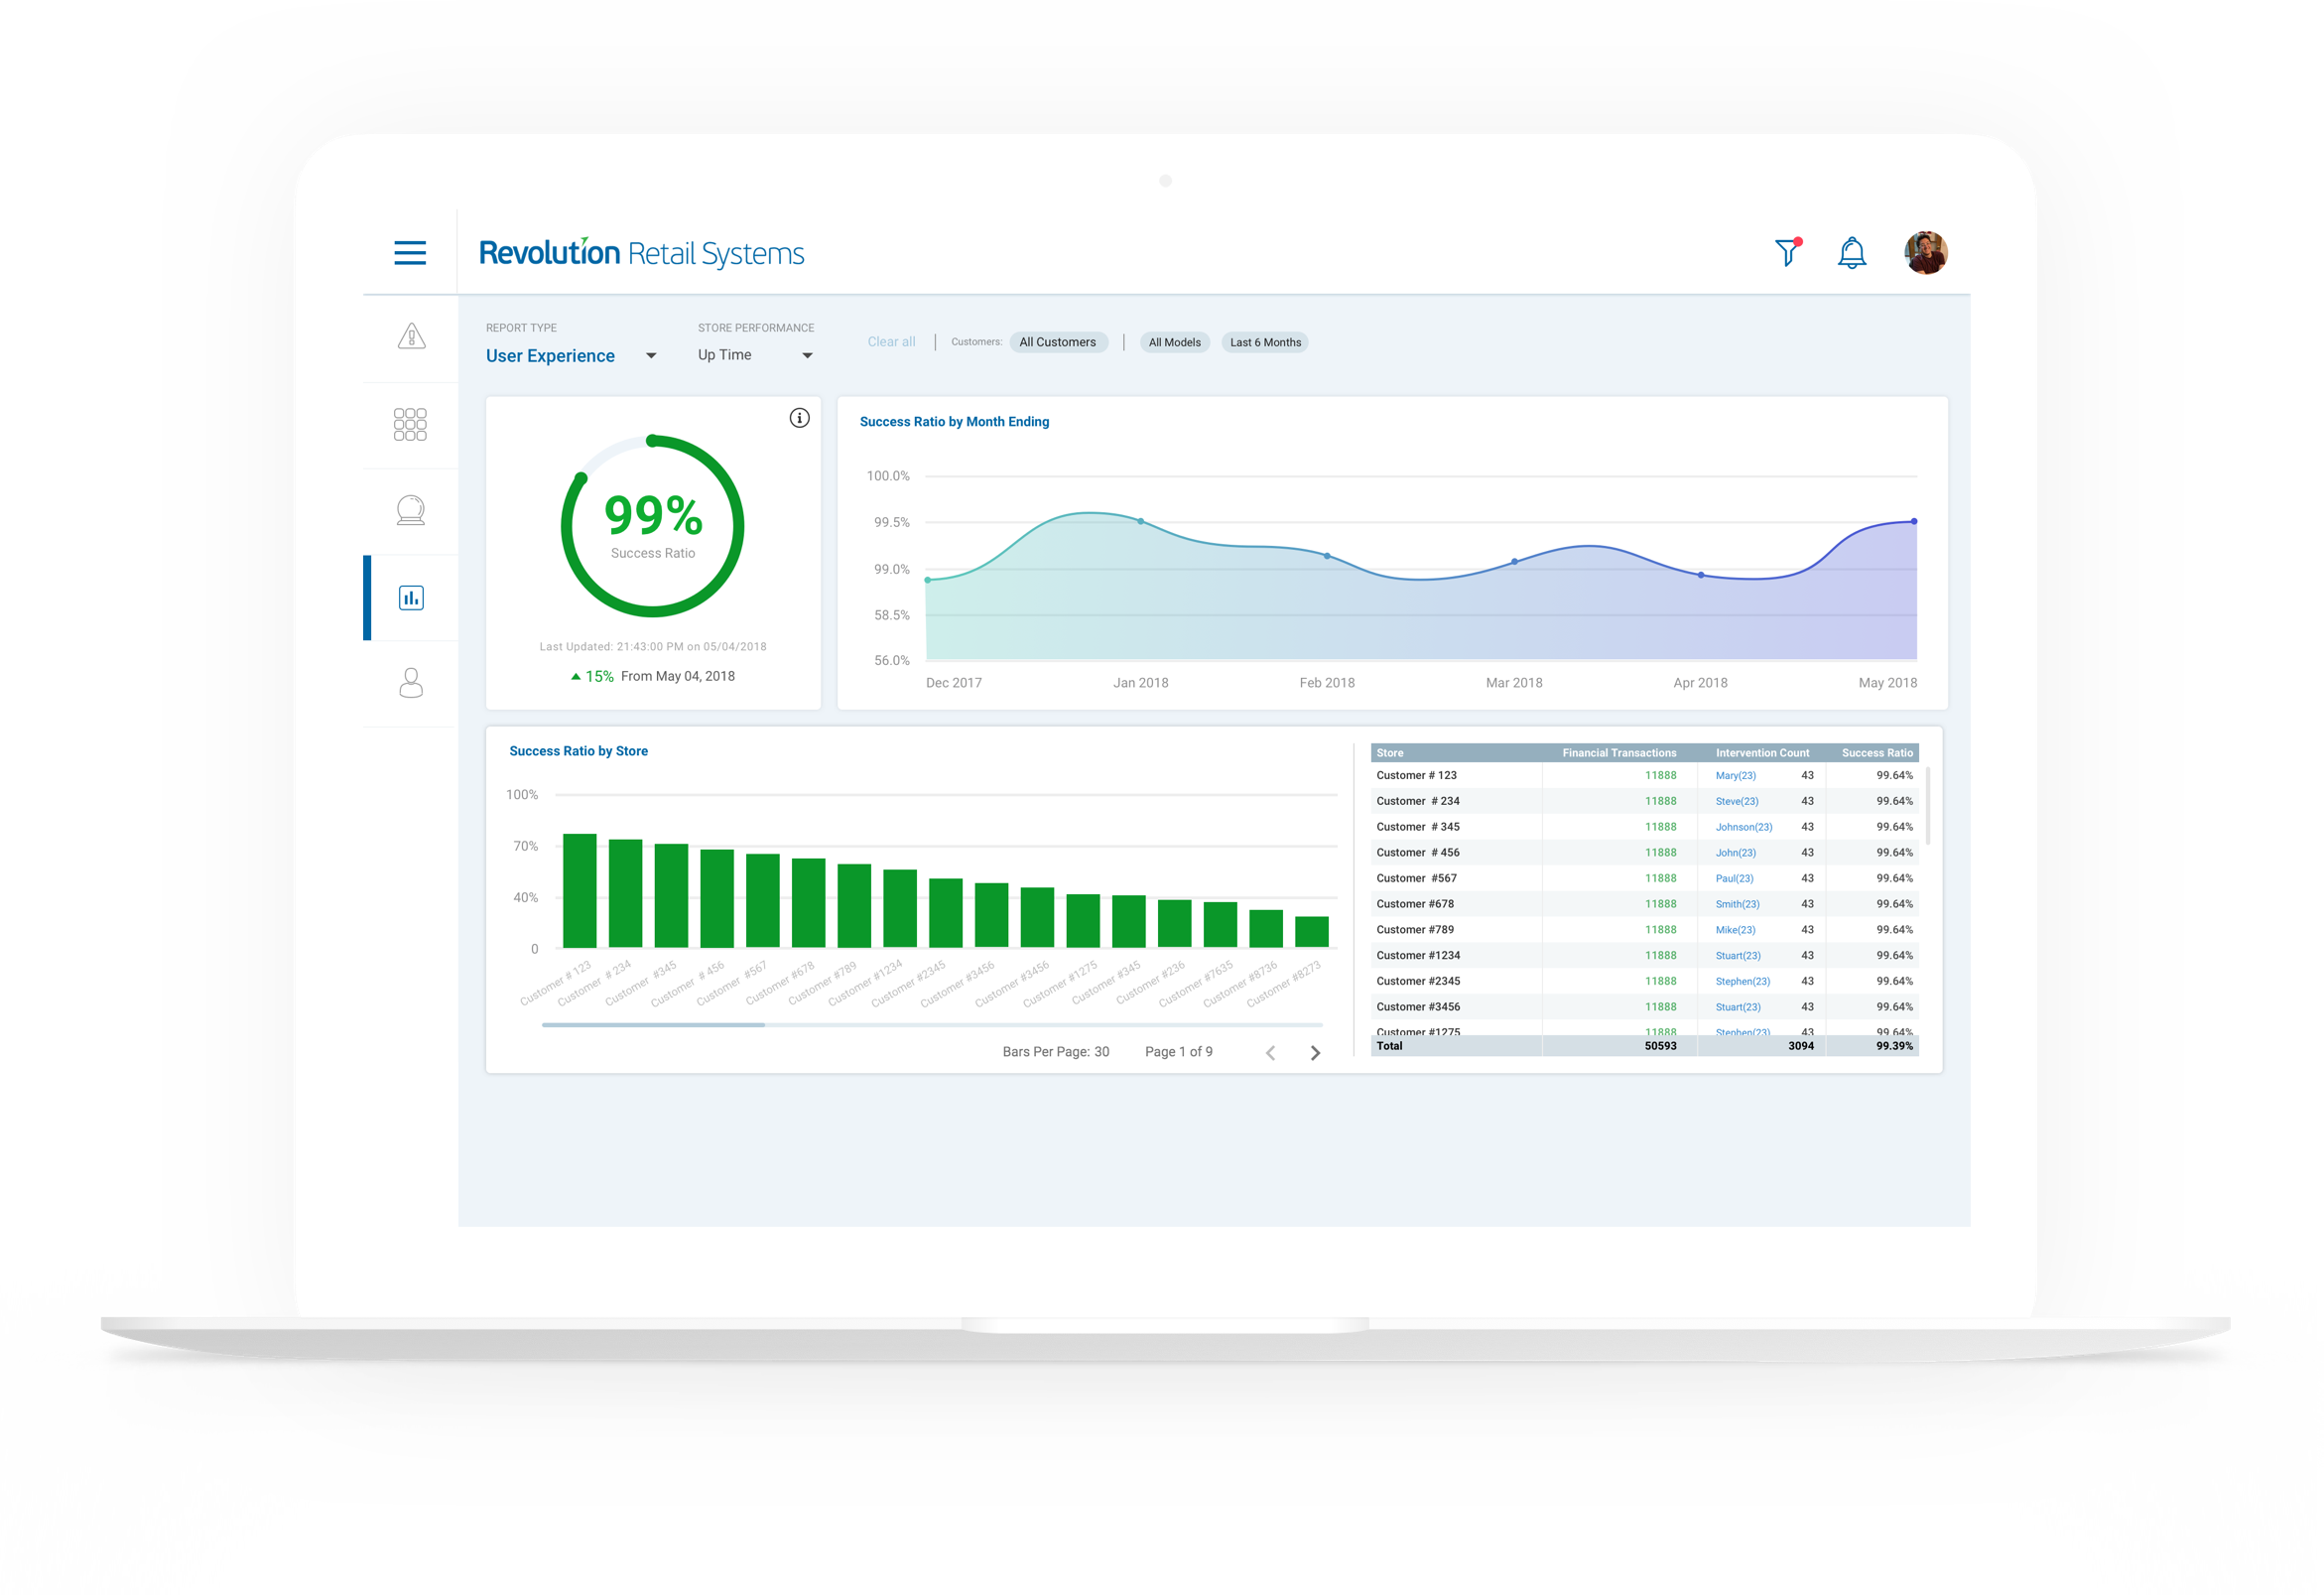 Revolution Retail Systems
REPORT TYPE
User Experience
STORE PERFORMANCE
Up Time
Clear all
Customers: All Customers
All Models
Last 6 Months
99%
Success Ratio
Last Updated: 21:43:00 PM on 05/04/2018
15% From May 04, 2018
Success Ratio by Month Ending
100.0%
99.5%
99.0%
58.5%
56.0%
Dec 2017 Jan 2018 Feb 2018 Mar 2018 Apr 2018 May 2018
Success Ratio by Store
100%
70%
40%
0
Customer # 123
Customer # 234
Customer #345
Customer # 456
Customer #567
Customer #678
Customer #789
Customer #1234
Customer #2345
Customer #3456
Customer #3456
Customer #1275
Customer #345
Customer #236
Customer #7635
Customer #8736
Customer #8273
Bars Per Page: 30 Page 1 of 9
Store Financial Transactions Intervention Count Success Ratio
Customer # 123 11888 Mary(23) 43 99.64%
Customer # 234 11888 Steve(23) 43 99.64%
Customer # 345 11888 Johnson(23) 43 99.64%
Customer # 456 11888 John(23) 43 99.64%
Customer #567 11888 Paul(23) 43 99.64%
Customer #678 11888 Smith(23) 43 99.64%
Customer #789 11888 Mike(23) 43 99.64%
Customer #1234 11888 Stuart(23) 43 99.64%
Customer #2345 11888 Stephen(23) 43 99.64%
Customer #3456 11888 Stuart(23) 43 99.64%
Customer #1275 11888 Stephen(23) 43 99.64%
Total 50593 3094 99.39%